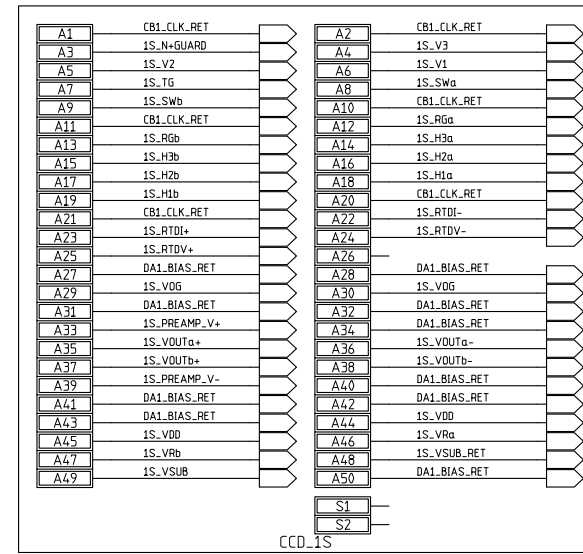 A1 CB1_CLK_RET
A3 1S_N+GUARD
A5 1S_V2
A7 1S_TG
A9 1S_SWb
A11 CB1_CLK_RET
A13 1S_RGb
A15 1S_H3b
A17 1S_H2b
A19 1S_H1b
A21 CB1_CLK_RET
A23 1S_RTDI+
A25 1S_RTDV+
A27 DA1_BIAS_RET
A29 1S_VOG
A31 DA1_BIAS_RET
A33 1S_PREAMP_V+
A35 1S_VOUTa+
A37 1S_VOUTb+
A39 1S_PREAMP_V-
A41 DA1_BIAS_RET
A43 DA1_BIAS_RET
A45 1S_VDD
A47 1S_VRb
A49 1S_VSUB
A2 CB1_CLK_RET
A4 1S_V3
A6 1S_V1
A8 1S_SWa
A10 CB1_CLK_RET
A12 1S_RGa
A14 1S_H3a
A16 1S_H2a
A18 1S_H1a
A20 CB1_CLK_RET
A22 1S_RTDI-
A24 1S_RTDV-
A26
A28 DA1_BIAS_RET
A30 1S_VOG
A32 DA1_BIAS_RET
A34 DA1_BIAS_RET
A36 1S_VOUTa-
A38 1S_VOUTb-
A40 DA1_BIAS_RET
A42 DA1_BIAS_RET
A44 1S_VDD
A46 1S_VRa
A48 1S_VSUB_RET
A50 DA1_BIAS_RET
S1
S2
CCD_1S